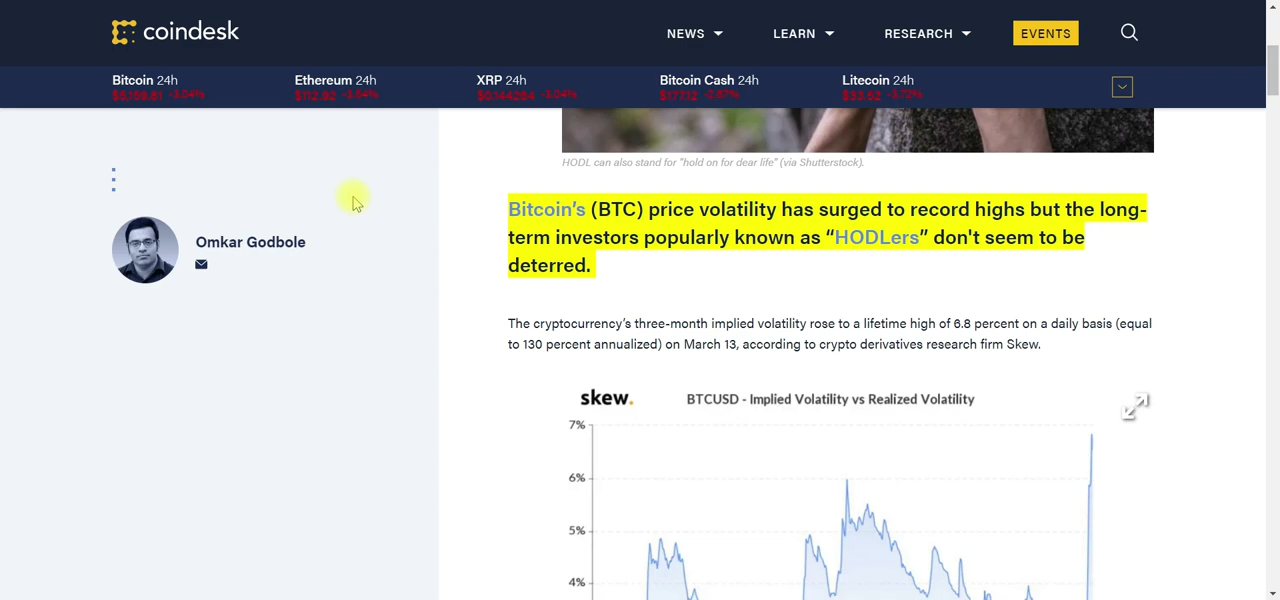 coindesk
NEWS
LEARN
RESEARCH
EVENTS
Bitcoin 24h
Ethereum 24h
XRP 24h
Bitcoin Cash 24h
Litecoin 24h
HODL can also stand for "hold on for dear life" (via Shutterstock).
Omkar Godbole
Bitcoin's (BTC) price volatility has surged to record highs but the long-
term investors popularly known as “HODLers” don't seem to be
deterred.
The cryptocurrency's three-month implied volatility rose to a lifetime high of 6.8 percent on a daily basis (equal
to 130 percent annualized) on March 13, according to crypto derivatives research firm Skew.
skew.
BTCUSD - Implied Volatility vs Realized Volatility
7%
6%
5%
4%